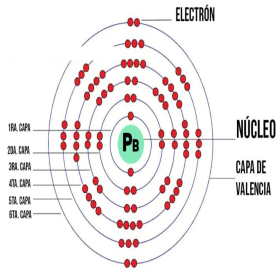 ELECTRÓN
PB
NÚCLEO
CAPA DE
VALENCIA
1RA. CAPA
2DA. CAPA
3RA. CAPA
4TA. CAPA
5TA. CAPA
6TA. CAPA